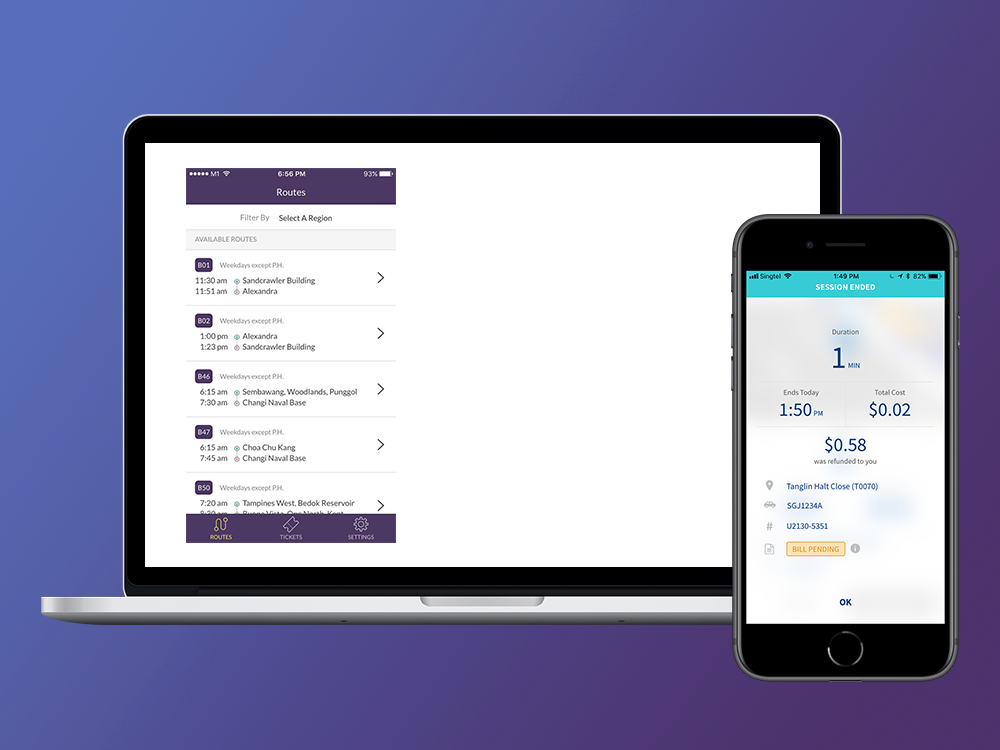 M1 6:56 PM 93%
Routes
Filter By Select A Region
AVAILABLE ROUTES
B01 Weekdays except P.H.
11:30 am Sandcrawler Building
11:51 am Alexandra
B02 Weekdays except P.H.
1:00 pm Alexandra
1:23 pm Sandcrawler Building
B46 Weekdays except P.H.
6:15 am Sembawang, Woodlands, Punggol
7:30 am Changi Naval Base
B47 Weekdays except P.H.
6:15 am Choa Chu Kang
7:45 am Changi Naval Base
B50 Weekdays except P.H.
7:20 am Tampines West, Bedok Reservoir
ROUTES TICKETS SETTINGS
Singtel 1:49 PM 82%
SESSION ENDED
Duration
1 MIN
Ends Today Total Cost
1:50 PM $0.02
$0.58
was refunded to you
Tanglin Halt Close (T0070)
SGJ1234A
# U2130-5351
BILL PENDING
OK